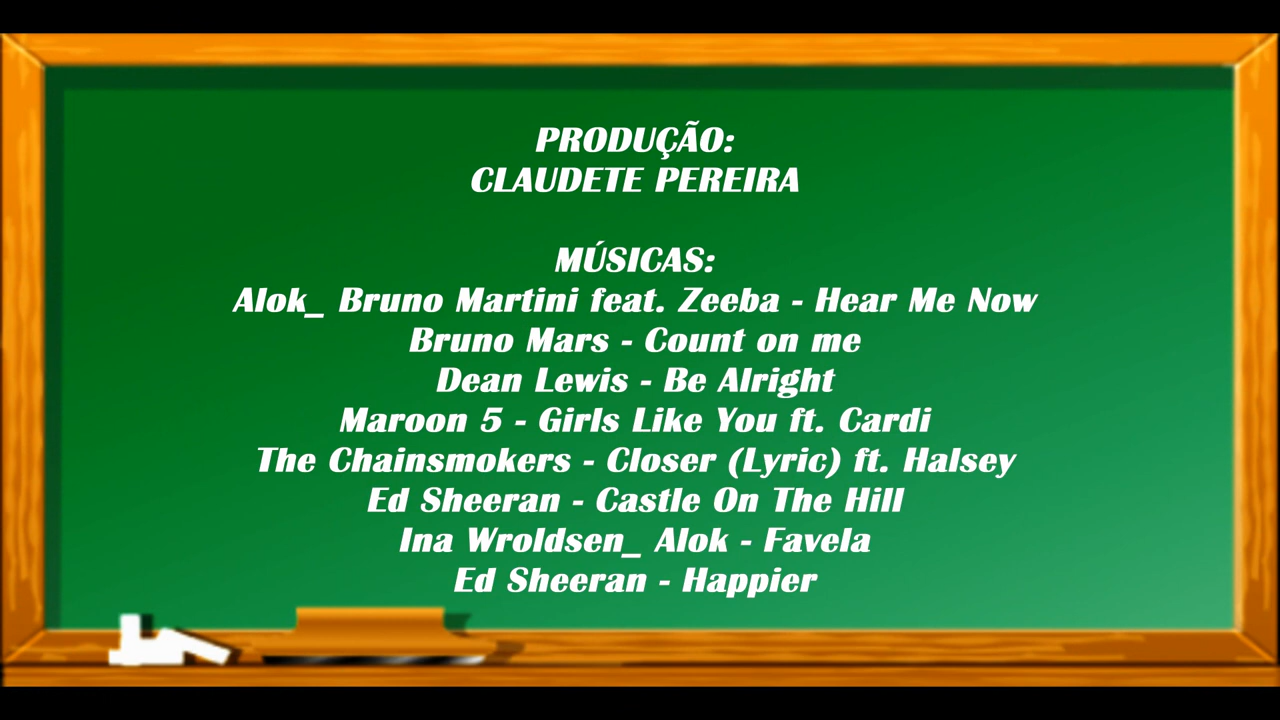 PRODUÇÃO:
CLAUDETE PEREIRA
MÚSICAS:
Alok_ Bruno Martini feat. Zeeba - Hear Me Now
Bruno Mars - Count on me
Dean Lewis - Be Alright
Maroon 5 - Girls Like You ft. Cardi
The Chainsmokers - Closer (Lyric) ft. Halsey
Ed Sheeran - Castle On The Hill
Ina Wroldsen_ Alok - Favela
Ed Sheeran - Happier